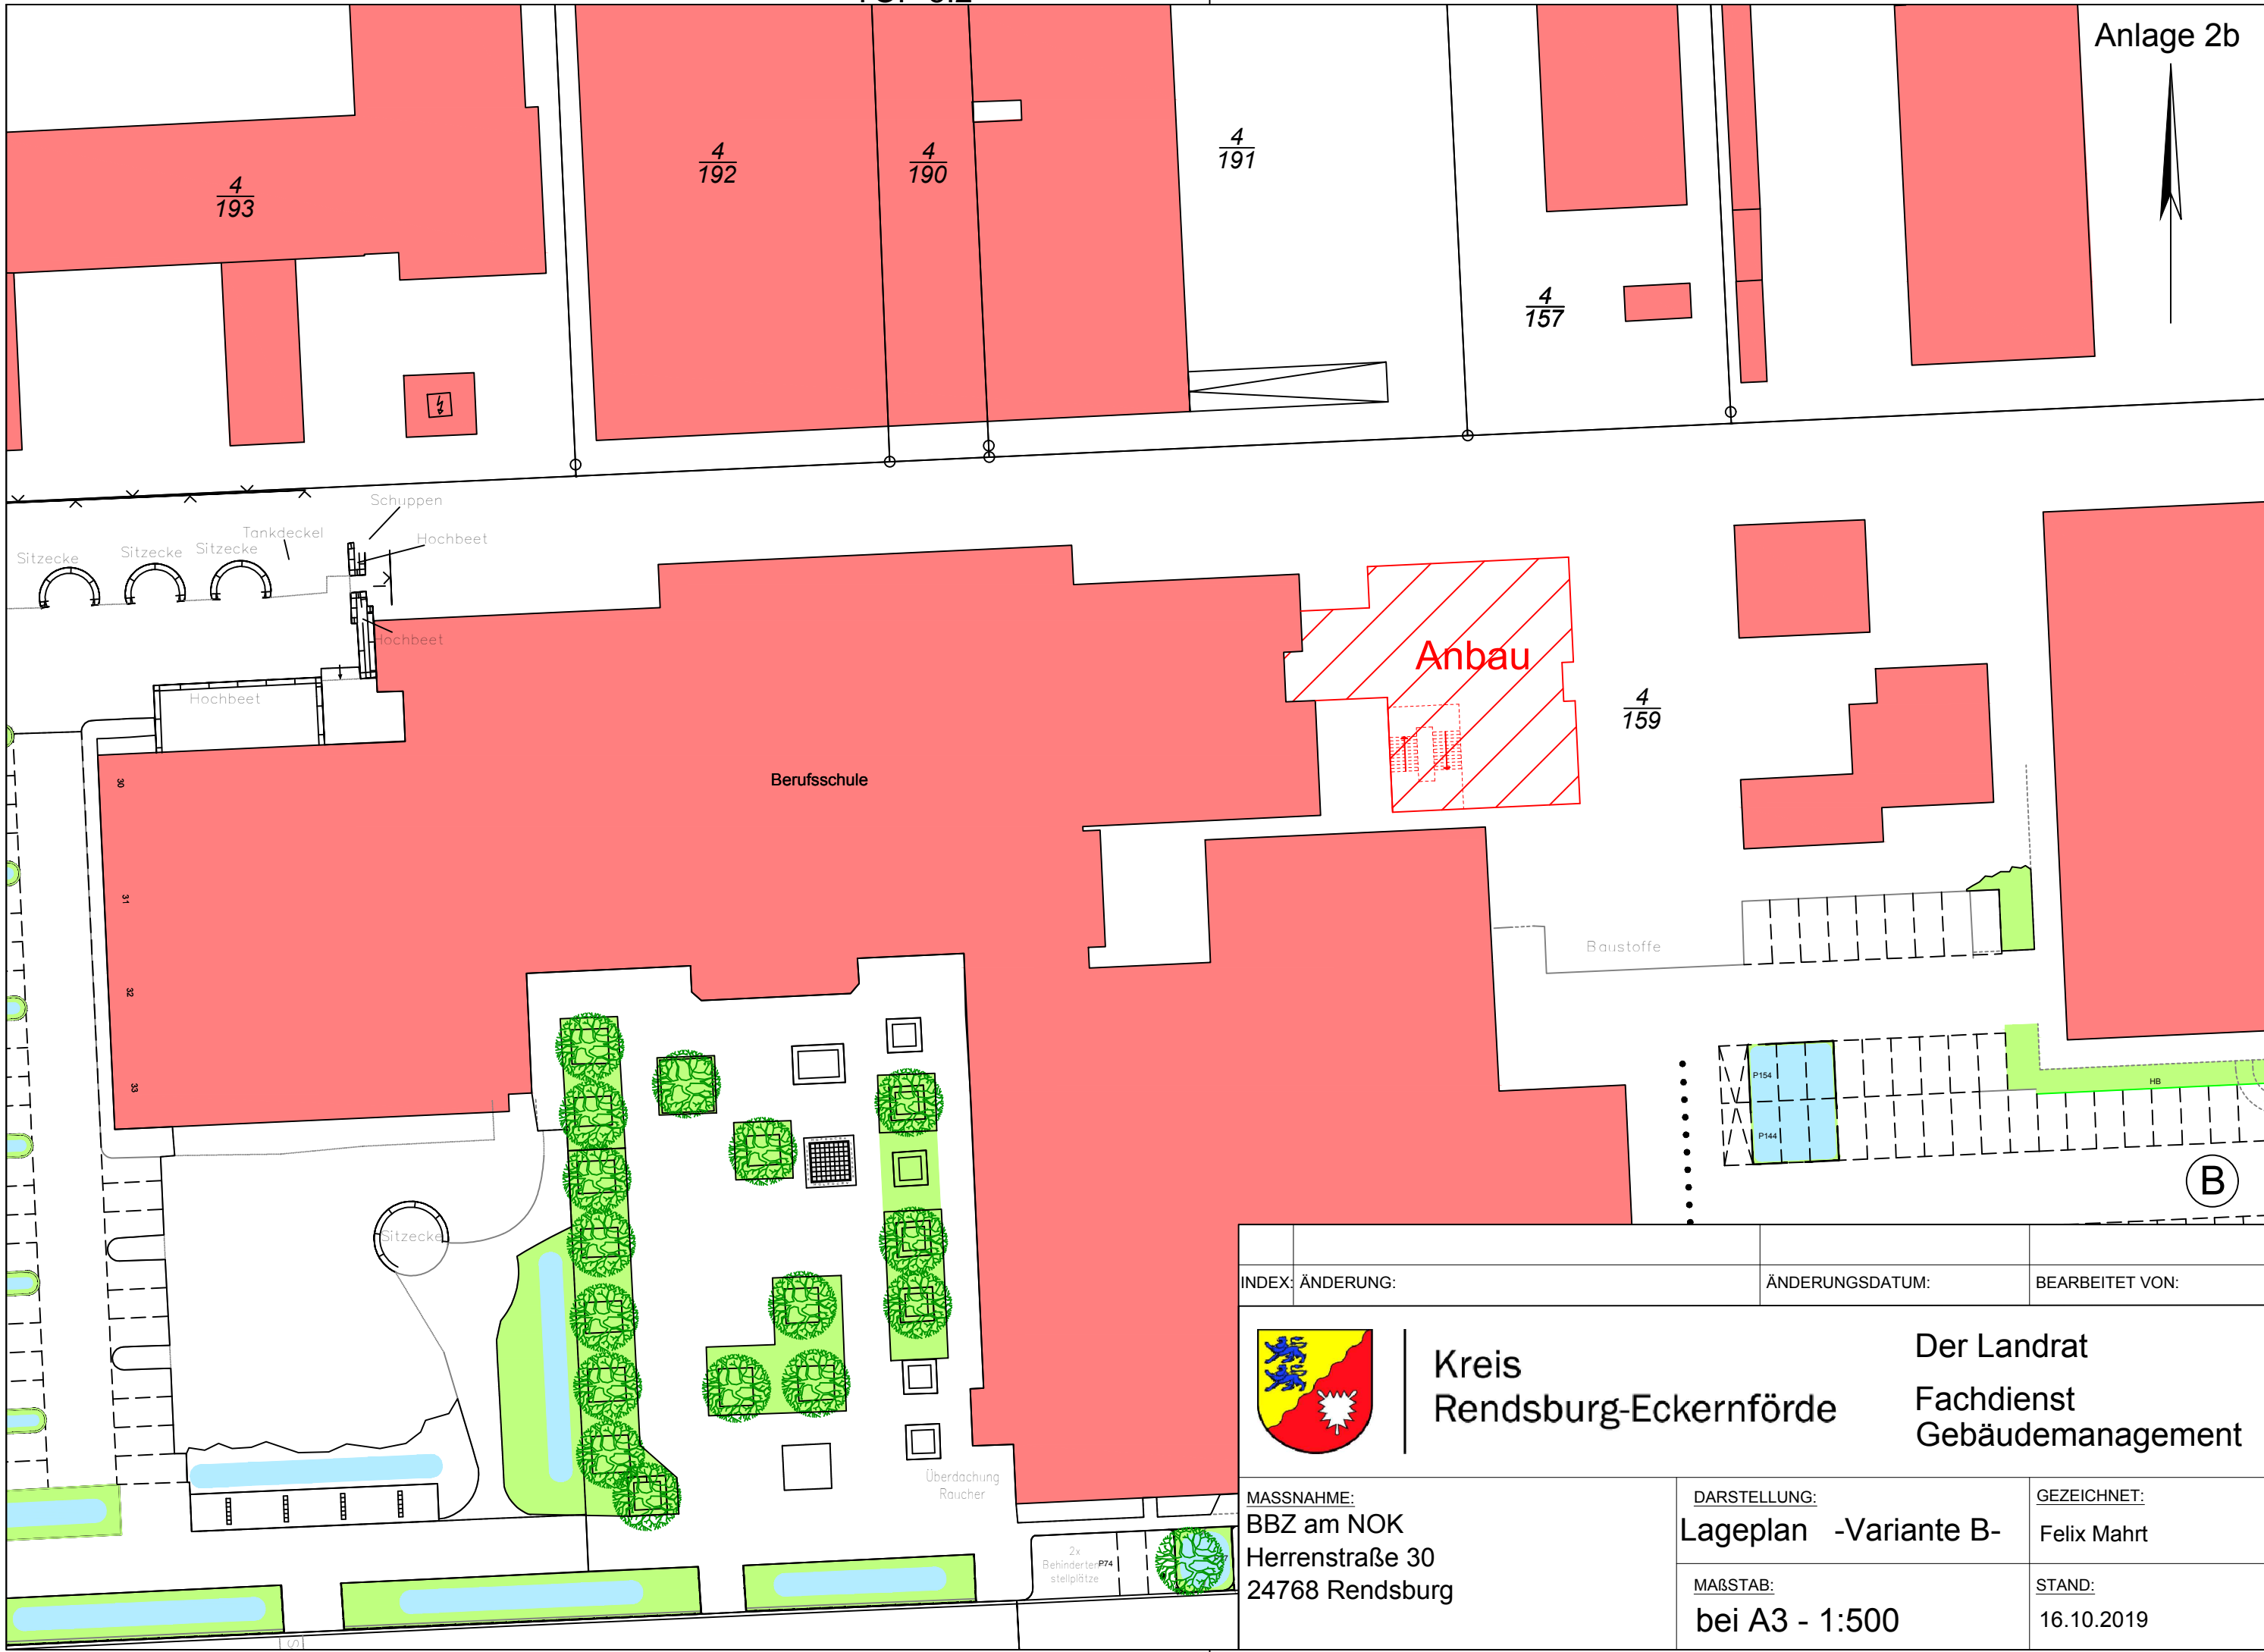 Anlage 2b
4
193
4
192
4
190
4
191
4
157
Schuppen
Tankdeckel
Hochbeet
Sitzecke
Sitzecke
Sitzecke
Hochbeet
Hochbeet
Anbau
4
159
Berufsschule
30
31
32
33
Baustoffe
P154
P144
HB
B
Sitzecke
Überdachung
Raucher
2x
Behinderten
stellplätze
P74
INDEX:
ÄNDERUNG:
ÄNDERUNGSDATUM:
BEARBEITET VON:
Kreis
Rendsburg-Eckernförde
Der Landrat
Fachdienst
Gebäudemanagement
MASSNAHME:
BBZ am NOK
Herrenstraße 30
24768 Rendsburg
DARSTELLUNG:
Lageplan -Variante B-
GEZEICHNET:
Felix Mahrt
MAßSTAB:
bei A3 - 1:500
STAND:
16.10.2019